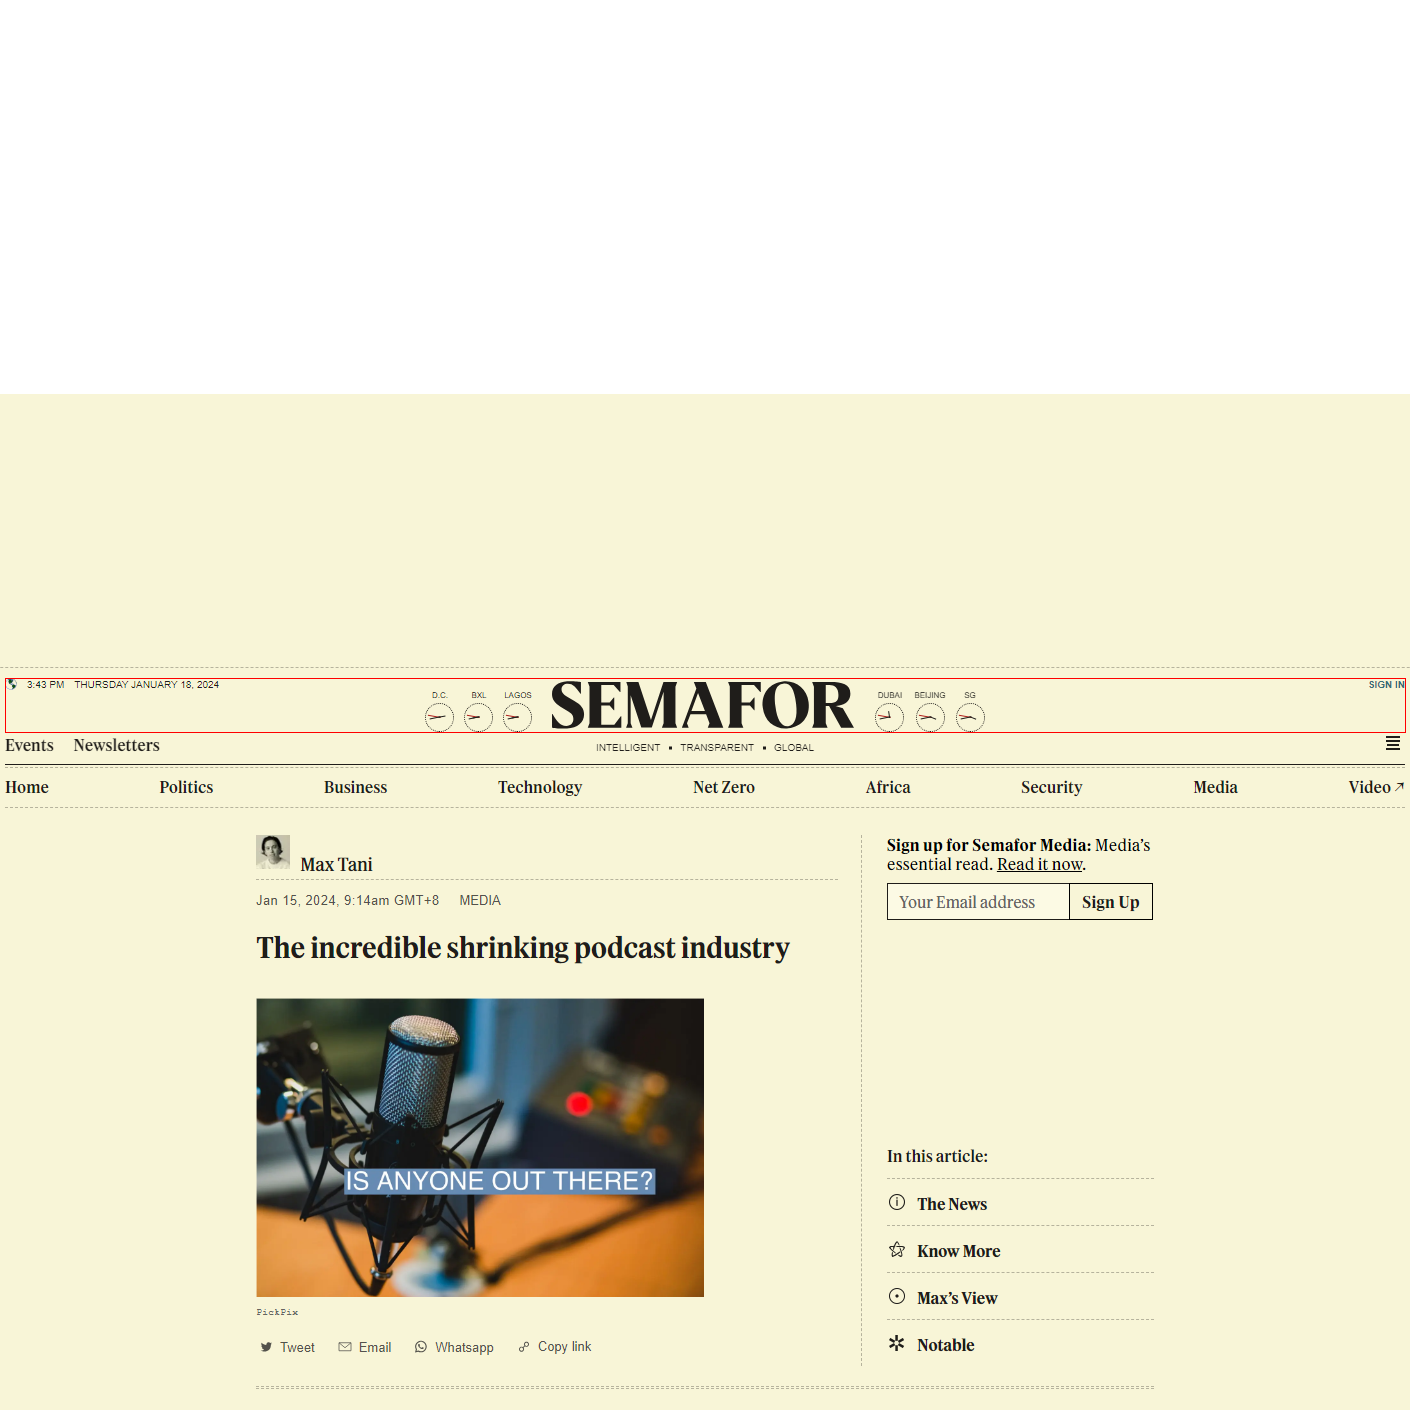 3:43 PM THURSDAY JANUARY 18, 2024
D.C. BXL LAGOS
SEMAFOR
DUBAI BEIJING SG
SIGN IN
Events Newsletters
INTELLIGENT ▪ TRANSPARENT ▪ GLOBAL
Home Politics Business Technology Net Zero Africa Security Media Video
Max Tani
Jan 15, 2024, 9:14am GMT+8 MEDIA
The incredible shrinking podcast industry
IS ANYONE OUT THERE?
PickPix
Tweet Email Whatsapp Copy link
Sign up for Semafor Media: Media’s
essential read. Read it now.
Your Email address Sign Up
In this article:
The News
Know More
Max’s View
Notable